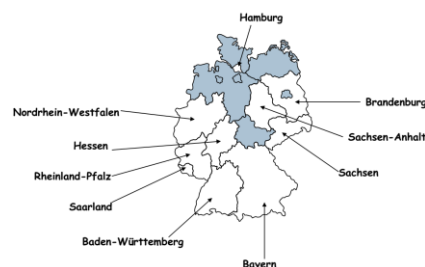 Hamburg
Brandenburg
Nordrhein-Westfalen
Sachsen-Anhalt
Hessen
Sachsen
Rheinland-Pfalz
Saarland
Baden-Württemberg
Bayern